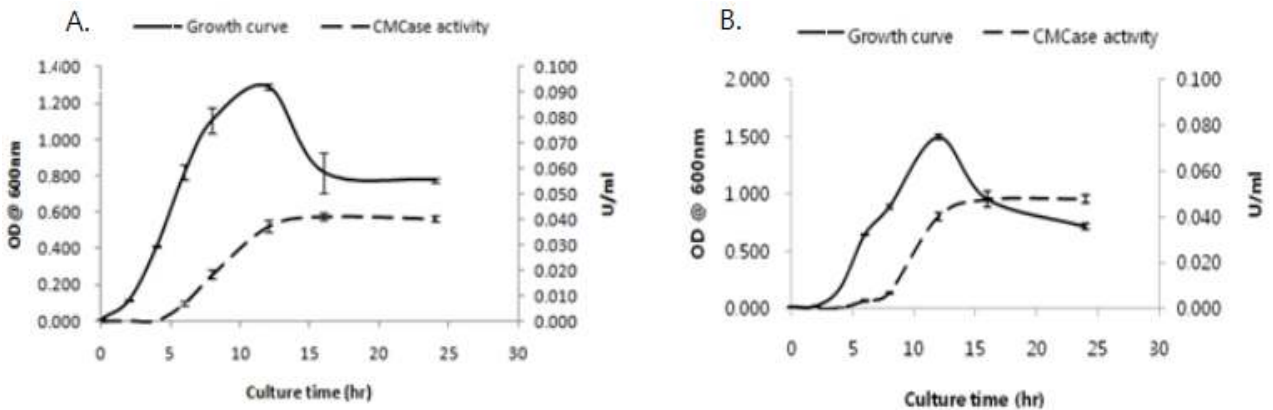 A.
Growth curve CMCase activity
1.400
1.200
1.000
0.800
0.600
0.400
0.200
0.000
OD @ 600nm
0.100
0.090
0.080
0.070
0.060
0.050
0.040
0.030
0.020
0.010
0.000
U/ml
0 5 10 15 20 25 30
Culture time (hr)
B.
Growth curve CMCase activity
2.000
1.500
1.000
0.500
0.000
OD @ 600nm
0.100
0.080
0.060
0.040
0.020
0.000
U/ml
0 5 10 15 20 25 30
Culture time (hr)